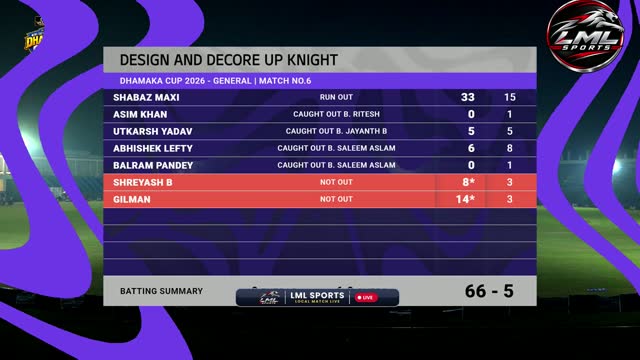 DHAM
LML
SPORTS
DESIGN AND DECORE UP KNIGHT
DHAMAKA CUP 2026 - GENERAL | MATCH NO.6
SHABAZ MAXI RUN OUT 33 15
ASIM KHAN CAUGHT OUT B. RITESH 0 1
UTKARSH YADAV CAUGHT OUT B. JAYANTH B 5 5
ABHISHEK LEFTY CAUGHT OUT B. SALEEM ASLAM 6 8
BALRAM PANDEY CAUGHT OUT B. SALEEM ASLAM 0 1
SHREYASH B NOT OUT 8* 3
GILMAN NOT OUT 14* 3
BATTING SUMMARY 66 - 5
LML SPORTS
LOCAL MATCH LIVE
LIVE